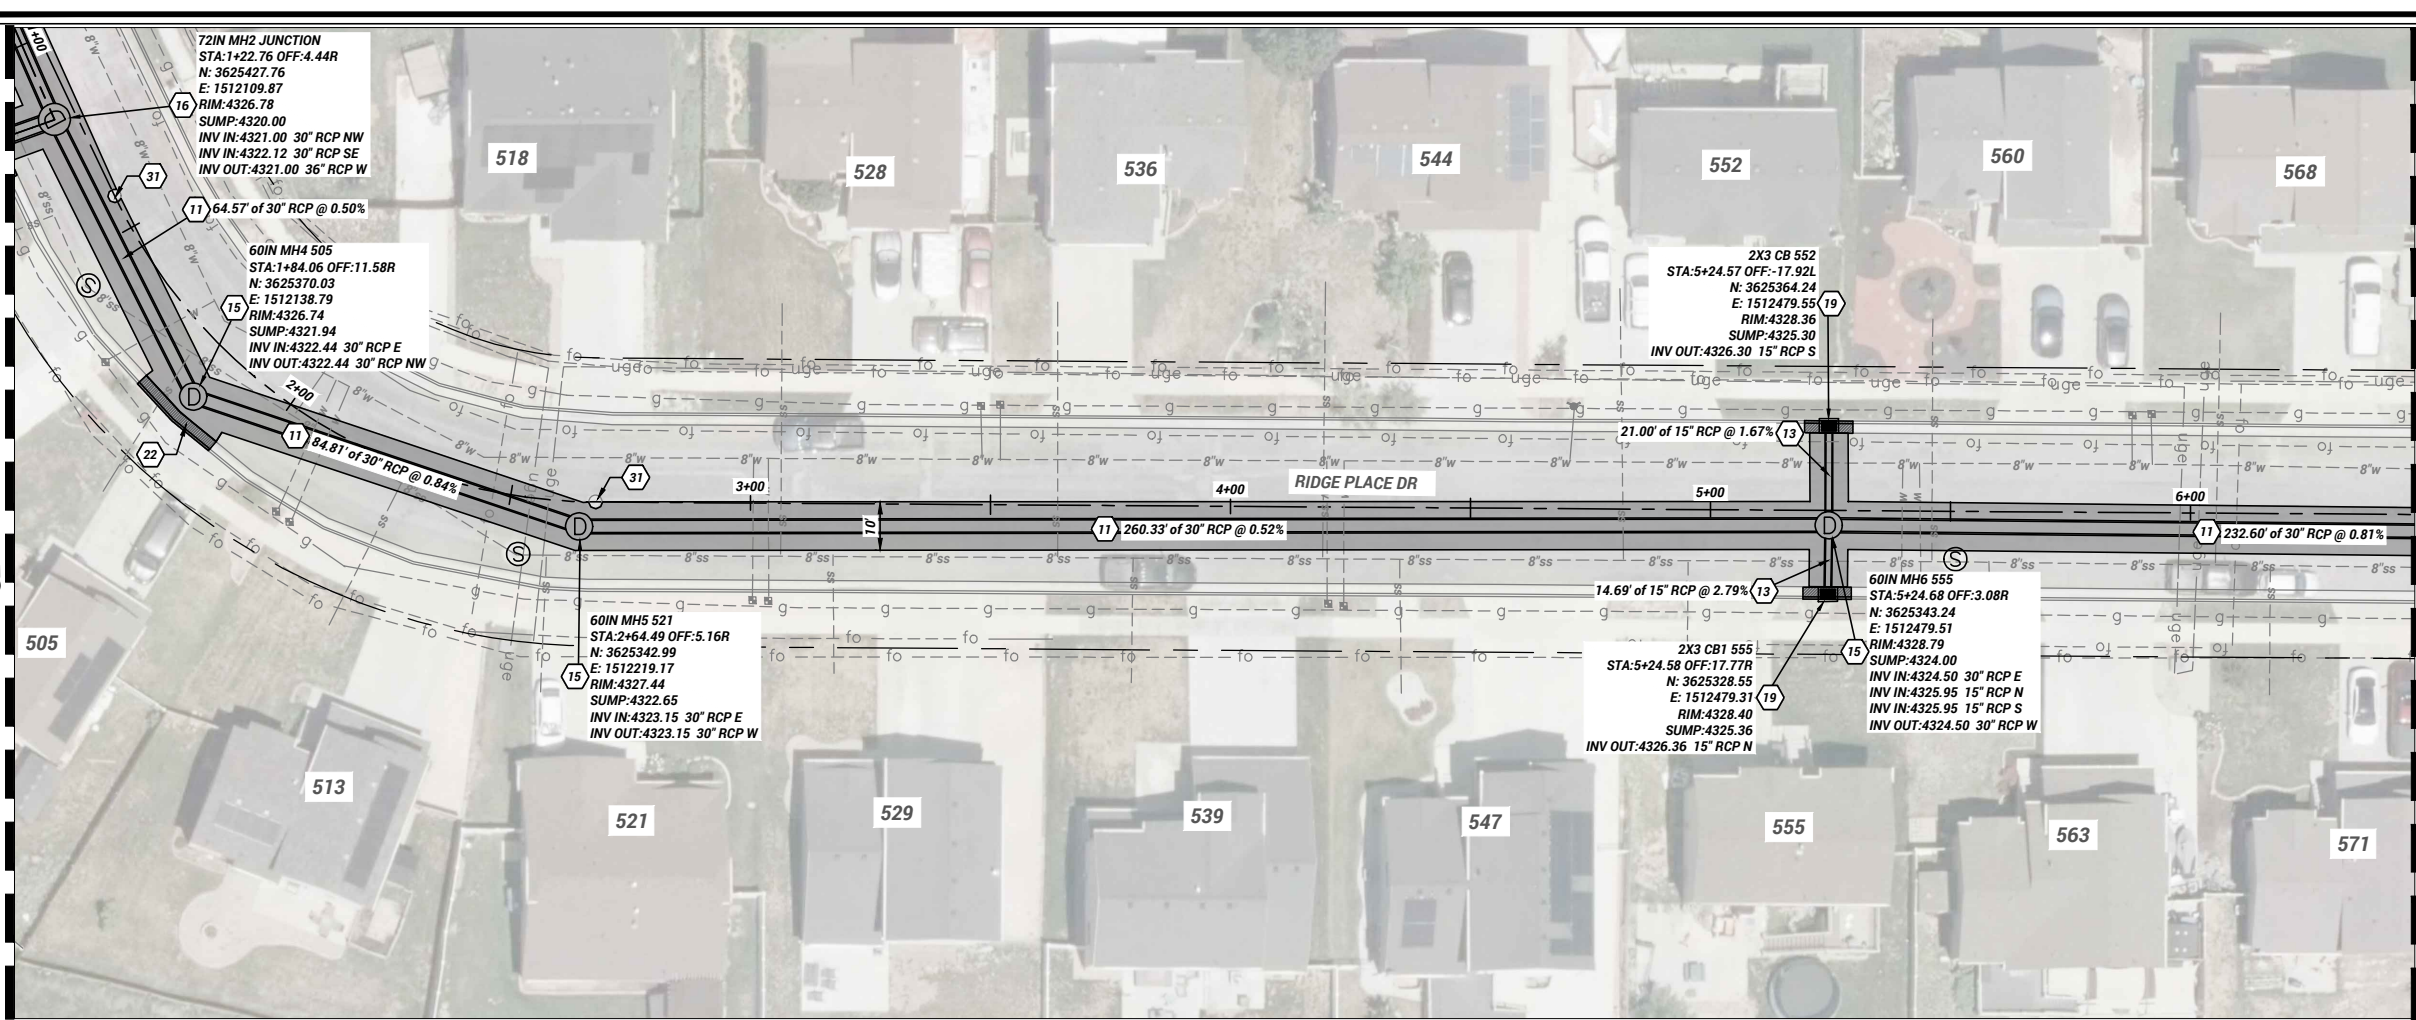 +00
72IN MH2 JUNCTION
STA:1+22.76 OFF:4.44R
N: 3625427.76
E: 1512109.87
RIM:4326.78
SUMP:4320.00
INV IN:4321.00 30" RCP NW
INV IN:4322.12 30" RCP SE
INV OUT:4321.00 36" RCP W
16
31
11 64.57' of 30" RCP @ 0.50%
60IN MH4 505
STA:1+84.06 OFF:11.58R
N: 3625370.03
E: 1512138.79
RIM:4326.74
SUMP:4321.94
INV IN:4322.44 30" RCP E
INV OUT:4322.44 30" RCP NW
15
D
2+00
22
11 84.81' of 30" RCP @ 0.84%
31
D
S
S
518
528
536
544
552
560
568
2X3 CB 552
STA:5+24.57 OFF:-17.92L
N: 3625364.24
E: 1512479.55
RIM:4328.36
SUMP:4325.30
INV OUT:4326.30 15" RCP S
19
21.00' of 15" RCP @ 1.67% 13
3+00
4+00
RIDGE PLACE DR
5+00
6+00
10'
11 260.33' of 30" RCP @ 0.52%
D
11 232.60' of 30" RCP @ 0.81%
S
14.69' of 15" RCP @ 2.79% 13
60IN MH5 521
STA:2+64.49 OFF:5.16R
N: 3625342.99
E: 1512219.17
RIM:4327.44
SUMP:4322.65
INV IN:4323.15 30" RCP E
INV OUT:4323.15 30" RCP W
15
2X3 CB1 555
STA:5+24.58 OFF:17.77R
N: 3625328.55
E: 1512479.31
RIM:4328.40
SUMP:4325.36
INV OUT:4326.36 15" RCP N
19
60IN MH6 555
STA:5+24.68 OFF:3.08R
N: 3625343.24
E: 1512479.51
RIM:4328.79
SUMP:4324.00
INV IN:4324.50 30" RCP E
INV IN:4325.95 15" RCP N
INV IN:4325.95 15" RCP S
INV OUT:4324.50 30" RCP W
15
505
513
521
529
539
547
555
563
571